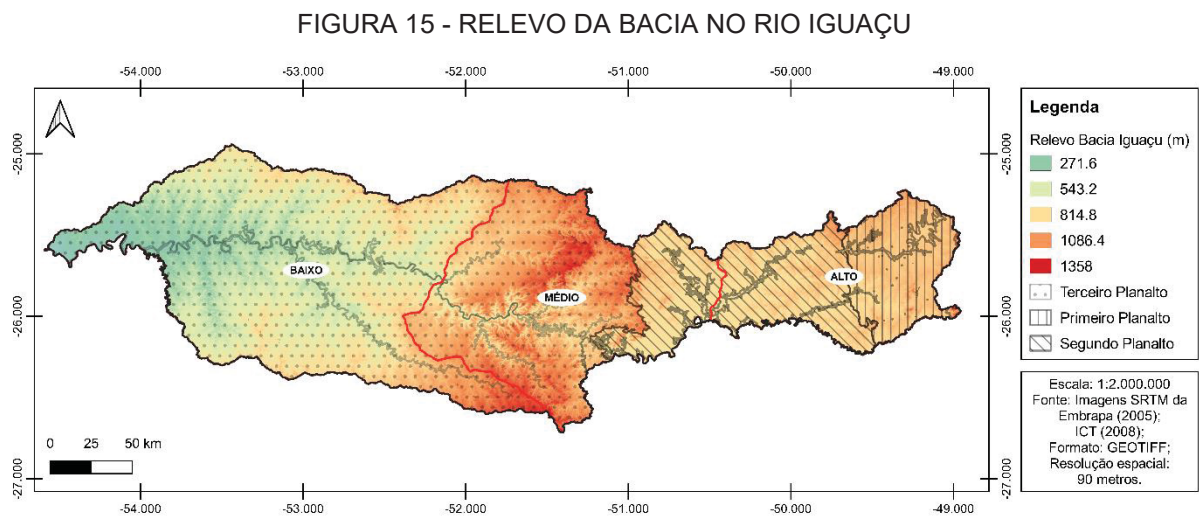 FIGURA 15 - RELEVO DA BACIA NO RIO IGUAÇU
-54.000 -53.000 -52.000 -51.000 -50.000 -49.000
-25.000 -25.000
-26.000 -26.000
-27.000 -27.000
BAIXO
MÉDIO
ALTO
0 25 50 km
-54.000 -53.000 -52.000 -51.000 -50.000 -49.000
Legenda
Relevo Bacia Iguaçu (m)
271.6
543.2
814.8
1086.4
1358
Terceiro Planalto
Primeiro Planalto
Segundo Planalto
Escala: 1:2.000.000
Fonte: Imagens SRTM da
Embrapa (2005);
ICT (2008);
Formato: GEOTIFF;
Resolução espacial:
90 metros.